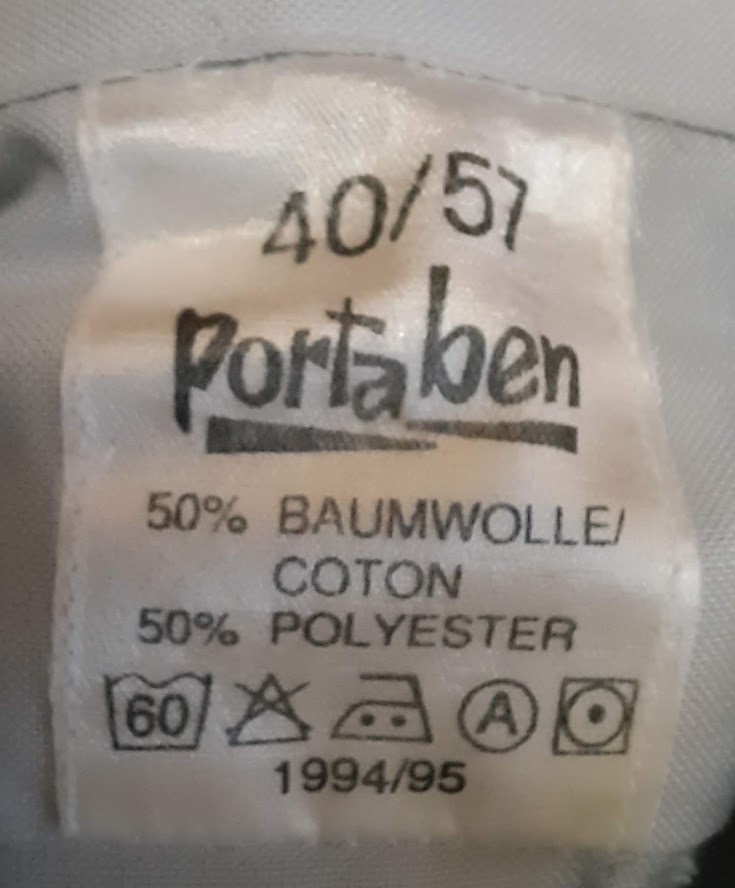 40/57
Portaben
50% BAUMWOLLE/
COTON
50% POLYESTER
60 A
1994/95